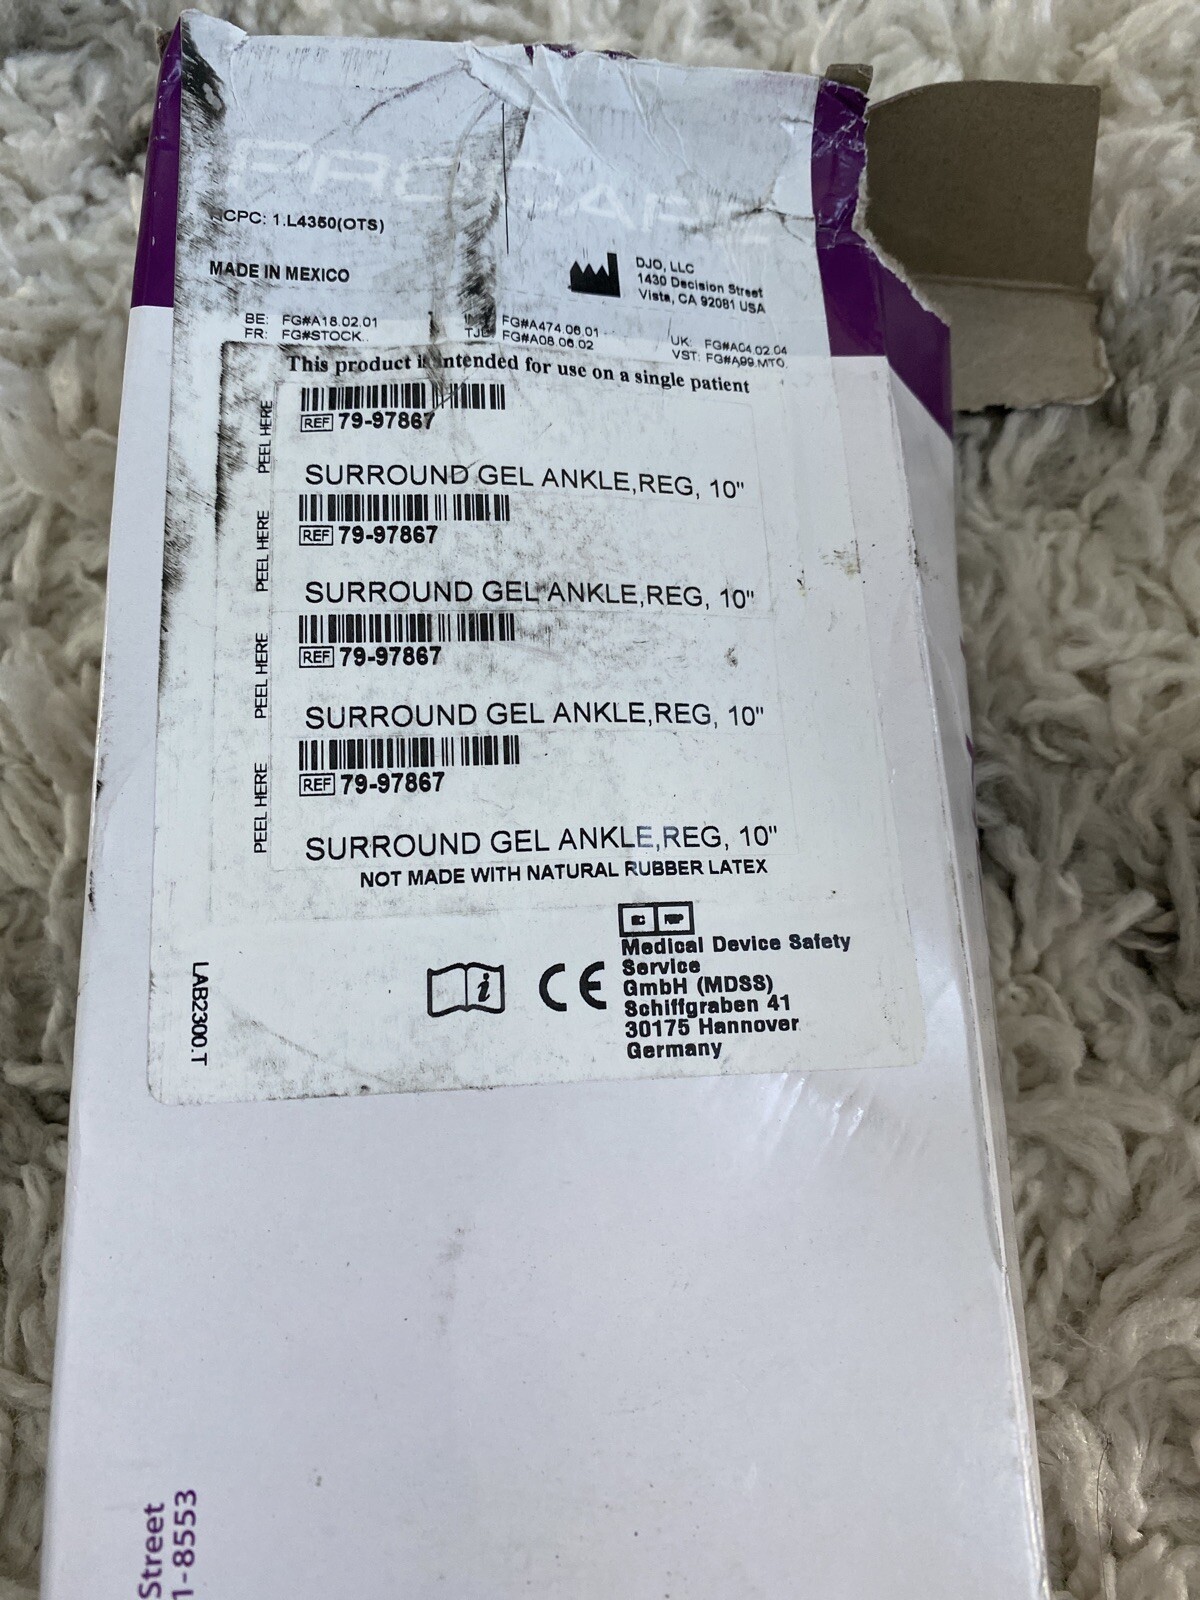 PROCARE
HCPC: 1.L4350(OTS)
MADE IN MEXICO
DJO, LLC
1430 Decision Street
Vista, CA 92081 USA
BE: FG#A18.02.01
FR: FG#STOCK..
FG#A474.06.01
TJ: FG#A08.06.02
UK: FG#A04.02.04
VST: FG#A99.MTO.
This product is intended for use on a single patient
PEEL HERE
REF 79-97867
SURROUND GEL ANKLE,REG, 10"
PEEL HERE
REF 79-97867
SURROUND GEL ANKLE,REG, 10"
PEEL HERE
REF 79-97867
SURROUND GEL ANKLE,REG, 10"
PEEL HERE
REF 79-97867
SURROUND GEL ANKLE,REG, 10"
NOT MADE WITH NATURAL RUBBER LATEX
EC REP
Medical Device Safety
Service
GmbH (MDSS)
Schiffgraben 41
30175 Hannover
Germany
i
CE
LAB2300.T
Street
1-8553